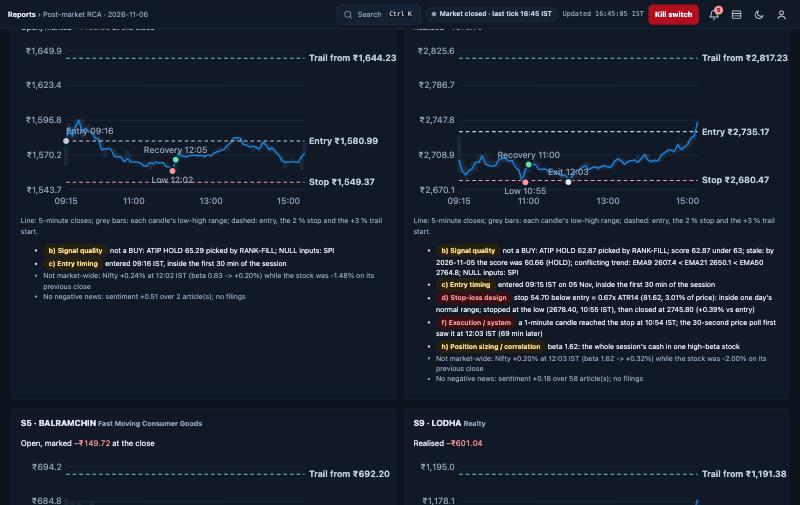 Reports › Post-market RCA · 2026-11-06
Search Ctrl K
Market closed · last tick 16:45 IST
Updated 16:45:05 IST
Kill switch
5
₹1,649.9
₹1,623.4
₹1,596.8
₹1,570.2
₹1,543.7
Trail from ₹1,644.23
Entry 09:16
Entry ₹1,580.99
Recovery 12:05
Low 12:02
Stop ₹1,549.37
09:15 11:00 13:00 15:00
Line: 5-minute closes; grey bars: each candle's low-high range; dashed: entry, the 2 % stop and the +3 % trail
start.
• b) Signal quality not a BUY: ATIP HOLD 65.29 picked by RANK-FILL; NULL inputs: SPI
• c) Entry timing entered 09:16 IST, inside the first 30 min of the session
• Not market-wide: Nifty +0.24% at 12:02 IST (beta 0.83 -> +0.20%) while the stock was -1.48% on its
previous close
• No negative news: sentiment +0.51 over 2 article(s); no filings
₹2,825.6
₹2,786.7
₹2,747.8
₹2,708.9
₹2,670.1
Trail from ₹2,817.23
Entry ₹2,735.17
Recovery 11:00
Exit 12:03
Low 10:55
Stop ₹2,680.47
09:15 11:00 13:00 15:00
Line: 5-minute closes; grey bars: each candle's low-high range; dashed: entry, the 2 % stop and the +3 % trail
start.
• b) Signal quality not a BUY: ATIP HOLD 62.87 picked by RANK-FILL; score 62.87 under 63; stale: by
2026-11-05 the score was 60.66 (HOLD); conflicting trend: EMA9 2607.4 < EMA21 2650.1 < EMA50
2764.8; NULL inputs: SPI
• c) Entry timing entered 09:15 IST on 05 Nov, inside the first 30 min of the session
• d) Stop-loss design stop 54.70 below entry = 0.67x ATR14 (81.62, 3.01% of price): inside one day's
normal range; stopped at the low (2678.40, 10:55 IST), then closed at 2745.80 (+0.39% vs entry)
• f) Execution / system a 1-minute candle reached the stop at 10:54 IST; the 30-second price poll first
saw it at 12:03 IST (69 min later)
• h) Position sizing / correlation beta 1.62: the whole session's cash in one high-beta stock
• Not market-wide: Nifty +0.20% at 12:03 IST (beta 1.62 -> +0.32%) while the stock was -2.00% on its
previous close
• No negative news: sentiment +0.18 over 58 article(s); no filings
S5 · BALRAMCHIN Fast Moving Consumer Goods
Open, marked −₹149.72 at the close
₹694.2
₹684.8
Trail from ₹692.20
S9 · LODHA Realty
Realised −₹601.04
₹1,195.0
₹1,178.1
Trail from ₹1,191.38